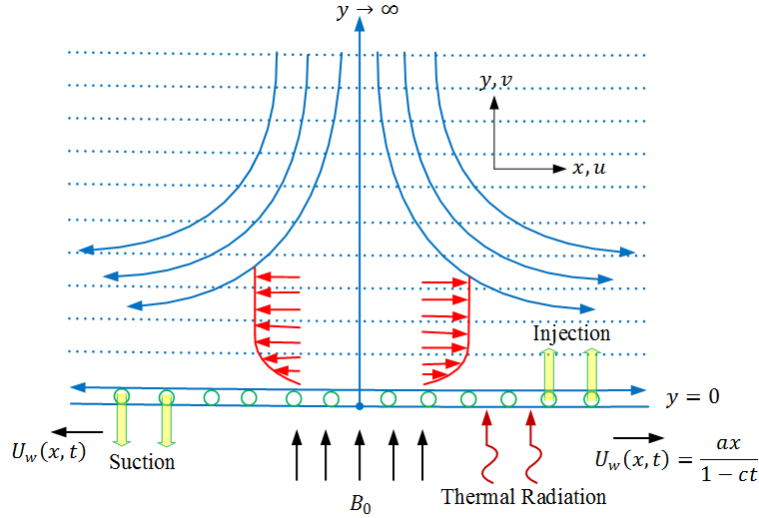 y → ∞
y, v
x, u
Injection
y = 0
U_w(x, t)
Suction
B_0
Thermal Radiation
U_w(x, t) = ax / (1 − ct)